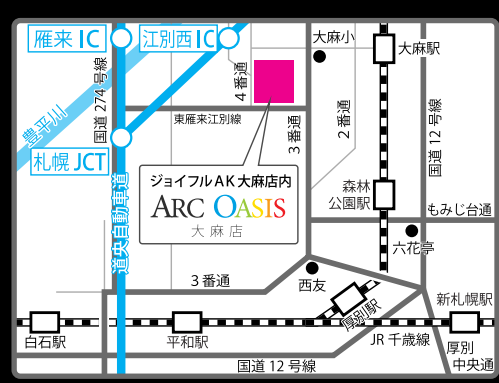 雁来 IC
江別西IC
大麻小
大麻駅
4番通
国道 274 号線
豊平川
東雁来江別線
3番通
2番通
国道 12 号線
札幌 JCT
ジョイフルAK大麻店内
ARC OASIS
大麻店
森林
公園駅
もみじ台通
道央自動車道
六花亭
西友
3番通
厚別駅
新札幌駅
白石駅
平和駅
JR 千歳線
厚別
中央通
国道 12 号線